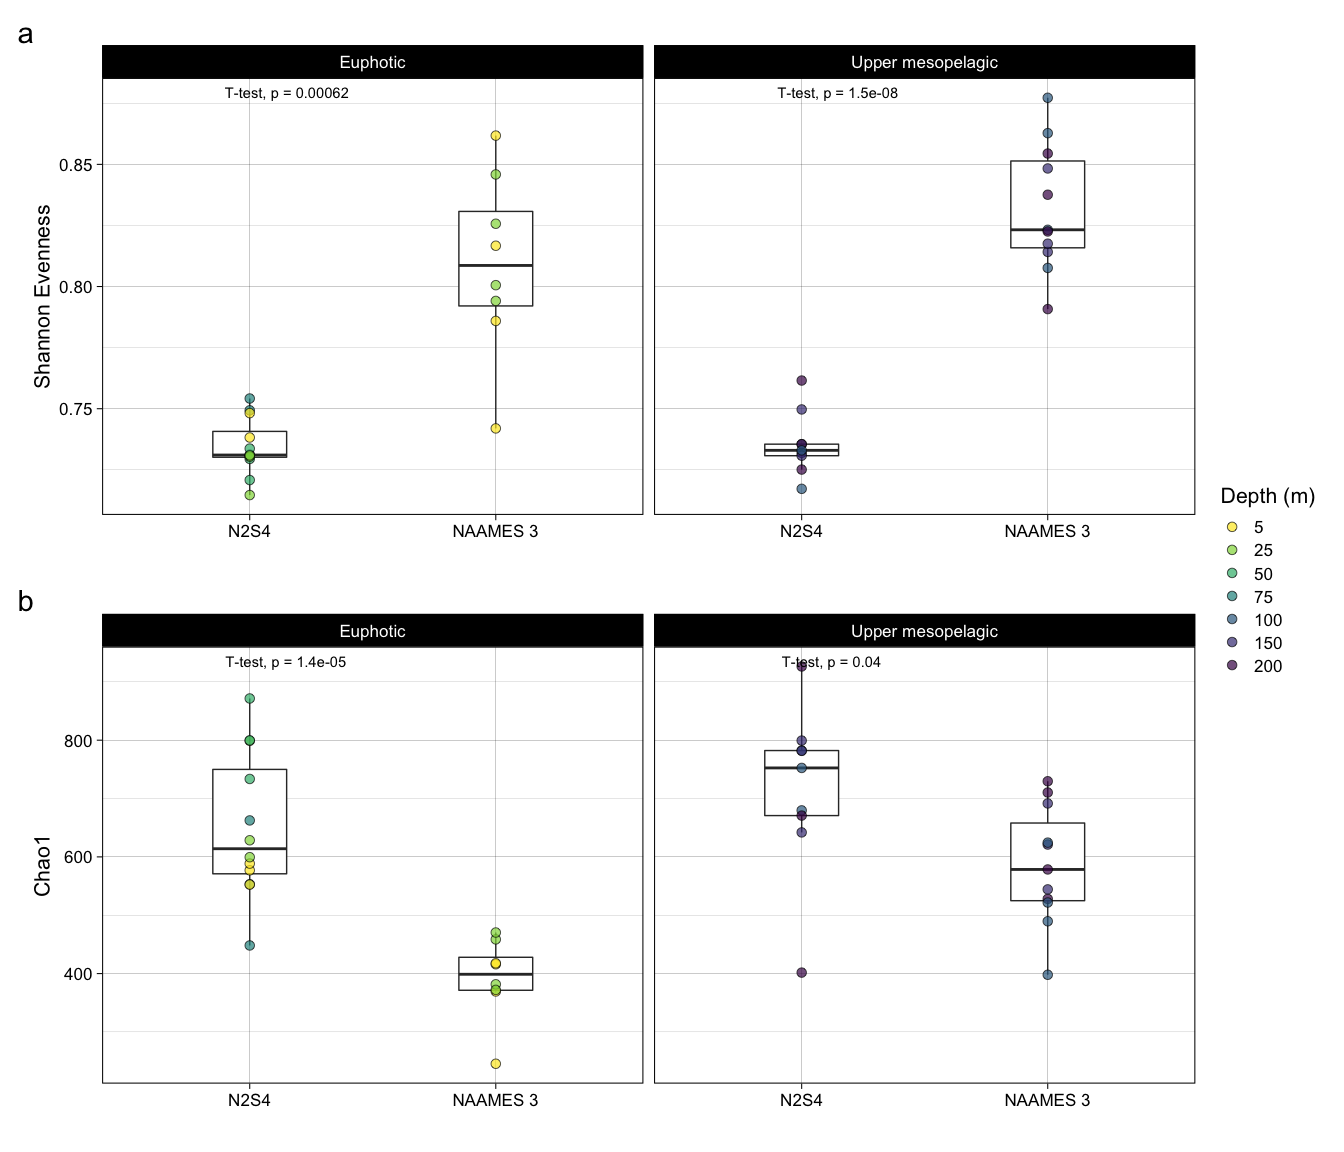 a
Euphotic
Upper mesopelagic
T-test, p = 0.00062
T-test, p = 1.5e-08
Shannon Evenness
0.85
0.80
0.75
N2S4
NAAMES 3
N2S4
NAAMES 3
Depth (m)
5
25
50
75
100
150
200
b
Euphotic
Upper mesopelagic
T-test, p = 1.4e-05
T-test, p = 0.04
Chao1
800
600
400
N2S4
NAAMES 3
N2S4
NAAMES 3